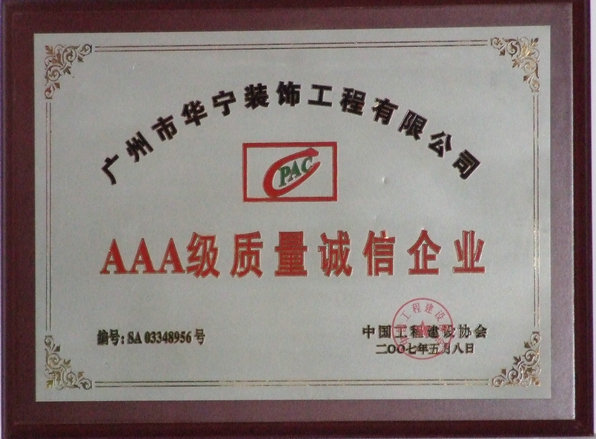 广州市华宁装饰工程有限公司
CPAC
AAA级质量诚信企业
编号:SA 03348956号
中国工程建设协会
二〇〇七年五月八日